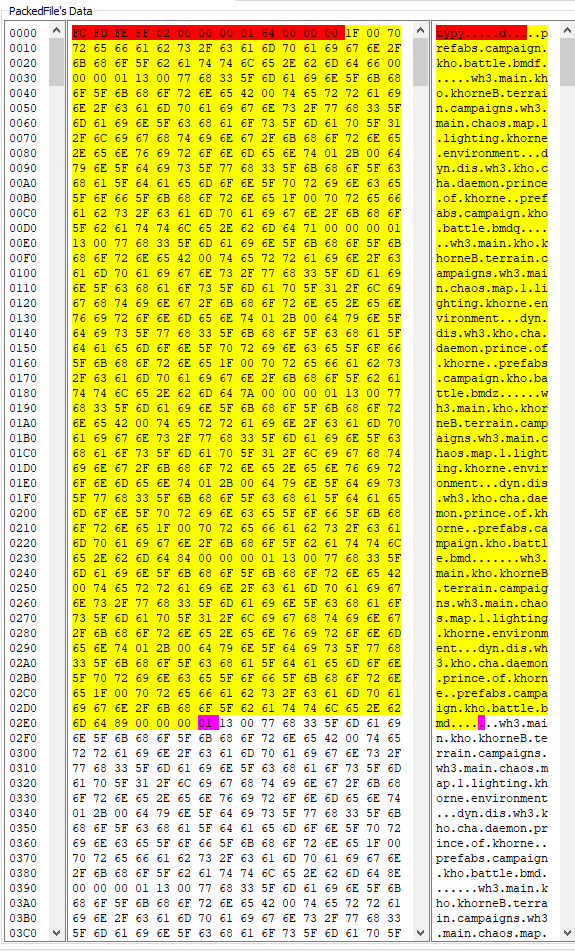 PackedFile's Data
0000 FC FD FE FF 02 00 00 00 01 64 00 00 00 1F 00 70 üýþÿ.....d.....p
0010 72 65 66 61 62 73 2F 63 61 6D 70 61 69 67 6E 2F refabs.campaign.
0020 6B 68 6F 5F 62 61 74 74 6C 65 2E 62 6D 64 66 00 kho.battle.bmdf.
0030 00 00 01 13 00 77 68 33 5F 6D 61 69 6E 5F 6B 68 .....wh3.main.kh
0040 6F 5F 6B 68 6F 72 6E 65 42 00 74 65 72 72 61 69 o.khorneB.terrai
0050 6E 2F 63 61 6D 70 61 69 67 6E 73 2F 77 68 33 5F n.campaigns.wh3.
0060 6D 61 69 6E 5F 63 68 61 6F 73 5F 6D 61 70 5F 31 main.chaos.map.1
0070 2F 6C 69 67 68 74 69 6E 67 2F 6B 68 6F 72 6E 65 .lighting.khorne
0080 2E 65 6E 76 69 72 6F 6E 6D 65 6E 74 01 2B 00 64 .environment...d
0090 79 6E 5F 64 69 73 5F 77 68 33 5F 6B 68 6F 5F 63 yn.dis.wh3.kho.c
00A0 68 61 5F 64 61 65 6D 6F 6E 5F 70 72 69 6E 63 65 ha.daemon.prince
00B0 5F 6F 66 5F 6B 68 6F 72 6E 65 1F 00 70 72 65 66 .of.khorne..pref
00C0 61 62 73 2F 63 61 6D 70 61 69 67 6E 2F 6B 68 6F abs.campaign.kho
00D0 5F 62 61 74 74 6C 65 2E 62 6D 64 71 00 00 00 01 .battle.bmdq....
00E0 13 00 77 68 33 5F 6D 61 69 6E 5F 6B 68 6F 5F 6B ..wh3.main.kho.k
00F0 68 6F 72 6E 65 42 00 74 65 72 72 61 69 6E 2F 63 horneB.terrain.c
0100 61 6D 70 61 69 67 6E 73 2F 77 68 33 5F 6D 61 69 ampaigns.wh3.mai
0110 6E 5F 63 68 61 6F 73 5F 6D 61 70 5F 31 2F 6C 69 n.chaos.map.1.li
0120 67 68 74 69 6E 67 2F 6B 68 6F 72 6E 65 2E 65 6E ghting.khorne.en
0130 76 69 72 6F 6E 6D 65 6E 74 01 2B 00 64 79 6E 5F vironment...dyn.
0140 64 69 73 5F 77 68 33 5F 6B 68 6F 5F 63 68 61 5F dis.wh3.kho.cha.
0150 64 61 65 6D 6F 6E 5F 70 72 69 6E 63 65 5F 6F 66 daemon.prince.of
0160 5F 6B 68 6F 72 6E 65 1F 00 70 72 65 66 61 62 73 .khorne..prefabs
0170 2F 63 61 6D 70 61 69 67 6E 2F 6B 68 6F 5F 62 61 .campaign.kho.ba
0180 74 74 6C 65 2E 62 6D 64 7A 00 00 00 01 13 00 77 ttle.bmdz......w
0190 68 33 5F 6D 61 69 6E 5F 6B 68 6F 5F 6B 68 6F 72 h3.main.kho.khor
01A0 6E 65 42 00 74 65 72 72 61 69 6E 2F 63 61 6D 70 neB.terrain.camp
01B0 61 69 67 6E 73 2F 77 68 33 5F 6D 61 69 6E 5F 63 aigns.wh3.main.c
01C0 68 61 6F 73 5F 6D 61 70 5F 31 2F 6C 69 67 68 74 haos.map.1.light
01D0 69 6E 67 2F 6B 68 6F 72 6E 65 2E 65 6E 76 69 72 ing.khorne.envir
01E0 6F 6E 6D 65 6E 74 01 2B 00 64 79 6E 5F 64 69 73 onment...dyn.dis
01F0 5F 77 68 33 5F 6B 68 6F 5F 63 68 61 5F 64 61 65 .wh3.kho.cha.dae
0200 6D 6F 6E 5F 70 72 69 6E 63 65 5F 6F 66 5F 6B 68 mon.prince.of.kh
0210 6F 72 6E 65 1F 00 70 72 65 66 61 62 73 2F 63 61 orne..prefabs.ca
0220 6D 70 61 69 67 6E 2F 6B 68 6F 5F 62 61 74 74 6C mpaign.kho.battl
0230 65 2E 62 6D 64 84 00 00 00 01 13 00 77 68 33 5F e.bmd.......wh3.
0240 6D 61 69 6E 5F 6B 68 6F 5F 6B 68 6F 72 6E 65 42 main.kho.khorneB
0250 00 74 65 72 72 61 69 6E 2F 63 61 6D 70 61 69 67 .terrain.campaig
0260 6E 73 2F 77 68 33 5F 6D 61 69 6E 5F 63 68 61 6F ns.wh3.main.chao
0270 73 5F 6D 61 70 5F 31 2F 6C 69 67 68 74 69 6E 67 s.map.1.lighting
0280 2F 6B 68 6F 72 6E 65 2E 65 6E 76 69 72 6F 6E 6D .khorne.environm
0290 65 6E 74 01 2B 00 64 79 6E 5F 64 69 73 5F 77 68 ent...dyn.dis.wh
02A0 33 5F 6B 68 6F 5F 63 68 61 5F 64 61 65 6D 6F 6E 3.kho.cha.daemon
02B0 5F 70 72 69 6E 63 65 5F 6F 66 5F 6B 68 6F 72 6E .prince.of.khorn
02C0 65 1F 00 70 72 65 66 61 62 73 2F 63 61 6D 70 61 e..prefabs.campa
02D0 69 67 6E 2F 6B 68 6F 5F 62 61 74 74 6C 65 2E 62 ign.kho.battle.b
02E0 6D 64 89 00 00 00 01 13 00 77 68 33 5F 6D 61 69 md.......wh3.mai
02F0 6E 5F 6B 68 6F 5F 6B 68 6F 72 6E 65 42 00 74 65 n.kho.khorneB.te
0300 72 72 61 69 6E 2F 63 61 6D 70 61 69 67 6E 73 2F rrain.campaigns.
0310 77 68 33 5F 6D 61 69 6E 5F 63 68 61 6F 73 5F 6D wh3.main.chaos.m
0320 61 70 5F 31 2F 6C 69 67 68 74 69 6E 67 2F 6B 68 ap.1.lighting.kh
0330 6F 72 6E 65 2E 65 6E 76 69 72 6F 6E 6D 65 6E 74 orne.environment
0340 01 2B 00 64 79 6E 5F 64 69 73 5F 77 68 33 5F 6B ...dyn.dis.wh3.k
0350 68 6F 5F 63 68 61 5F 64 61 65 6D 6F 6E 5F 70 72 ho.cha.daemon.pr
0360 69 6E 63 65 5F 6F 66 5F 6B 68 6F 72 6E 65 1F 00 ince.of.khorne..
0370 70 72 65 66 61 62 73 2F 63 61 6D 70 61 69 67 6E prefabs.campaign
0380 2F 6B 68 6F 5F 62 61 74 74 6C 65 2E 62 6D 64 8E .kho.battle.bmd.
0390 00 00 00 01 13 00 77 68 33 5F 6D 61 69 6E 5F 6B ......wh3.main.k
03A0 68 6F 5F 6B 68 6F 72 6E 65 42 00 74 65 72 72 61 ho.khorneB.terra
03B0 69 6E 2F 63 61 6D 70 61 69 67 6E 73 2F 77 68 33 in.campaigns.wh3
03C0 5F 6D 61 69 6E 5F 63 68 61 6F 73 5F 6D 61 70 5F .main.chaos.map.